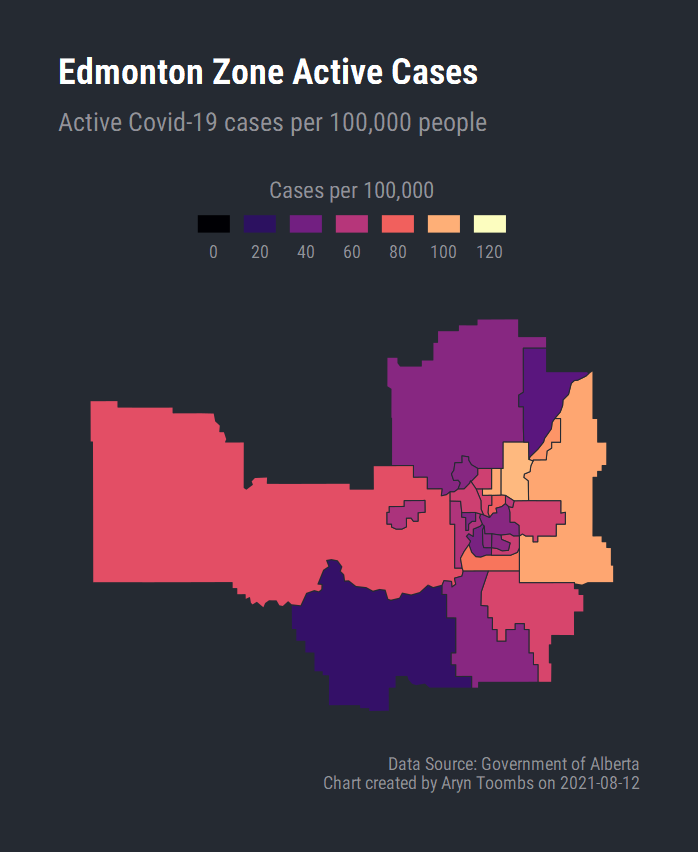 Edmonton Zone Active Cases
Active Covid-19 cases per 100,000 people
Cases per 100,000
0 20 40 60 80 100 120
Data Source: Government of Alberta
Chart created by Aryn Toombs on 2021-08-12